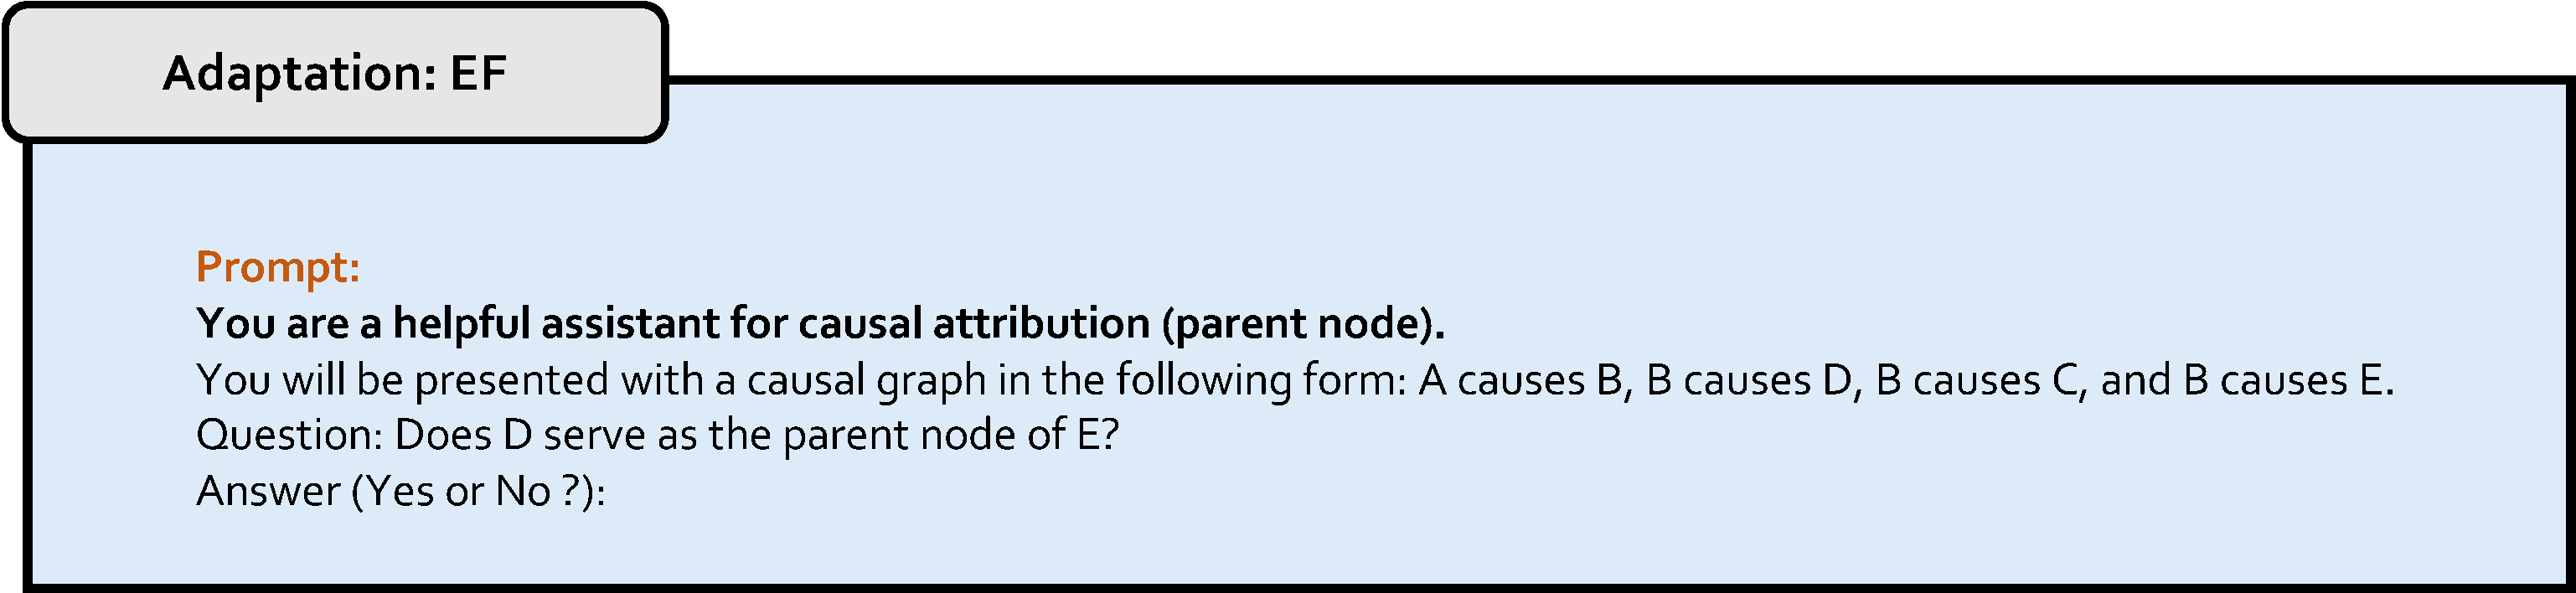 Adaptation: EF
Prompt:
You are a helpful assistant for causal attribution (parent node).
You will be presented with a causal graph in the following form: A causes B, B causes D, B causes C, and B causes E.
Question: Does D serve as the parent node of E?
Answer (Yes or No ?):